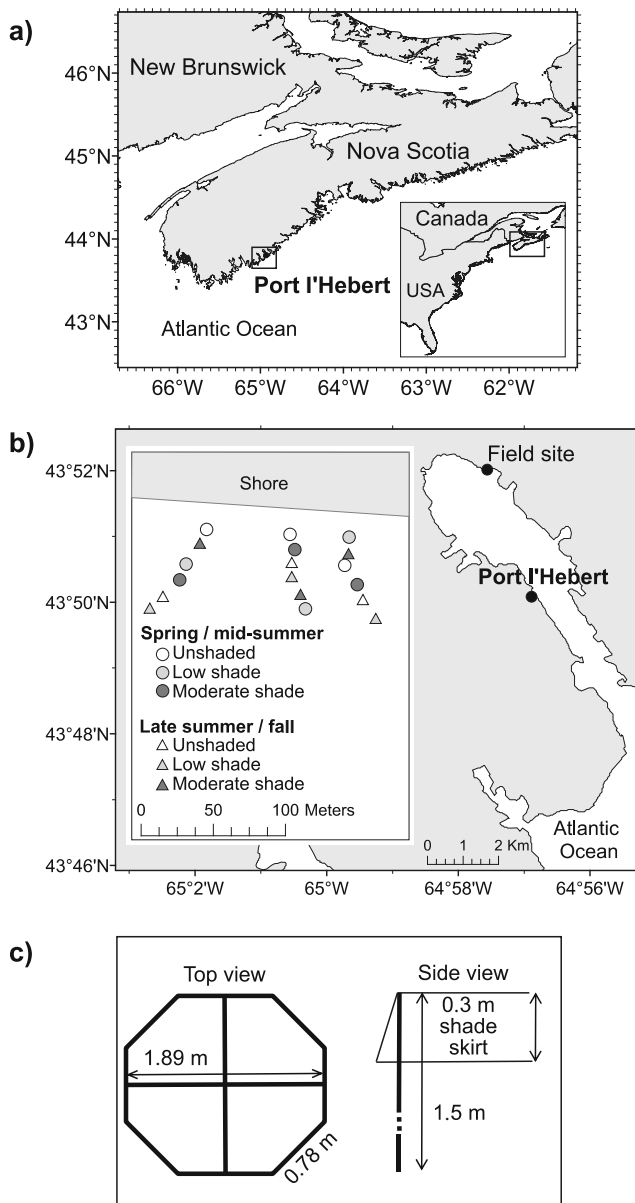 a)
46°N
45°N
44°N
43°N
New Brunswick
Nova Scotia
Port l'Hebert
Atlantic Ocean
Canada
USA
66°W 65°W 64°W 63°W 62°W
b)
43°52'N
43°50'N
43°48'N
43°46'N
Shore
Spring / mid-summer
Unshaded
Low shade
Moderate shade
Late summer / fall
Unshaded
Low shade
Moderate shade
0 50 100 Meters
Field site
Port l'Hebert
Atlantic
Ocean
0 1 2 Km
65°2'W 65°W 64°58'W 64°56'W
c)
Top view
1.89 m
0.78 m
Side view
0.3 m
shade
skirt
1.5 m